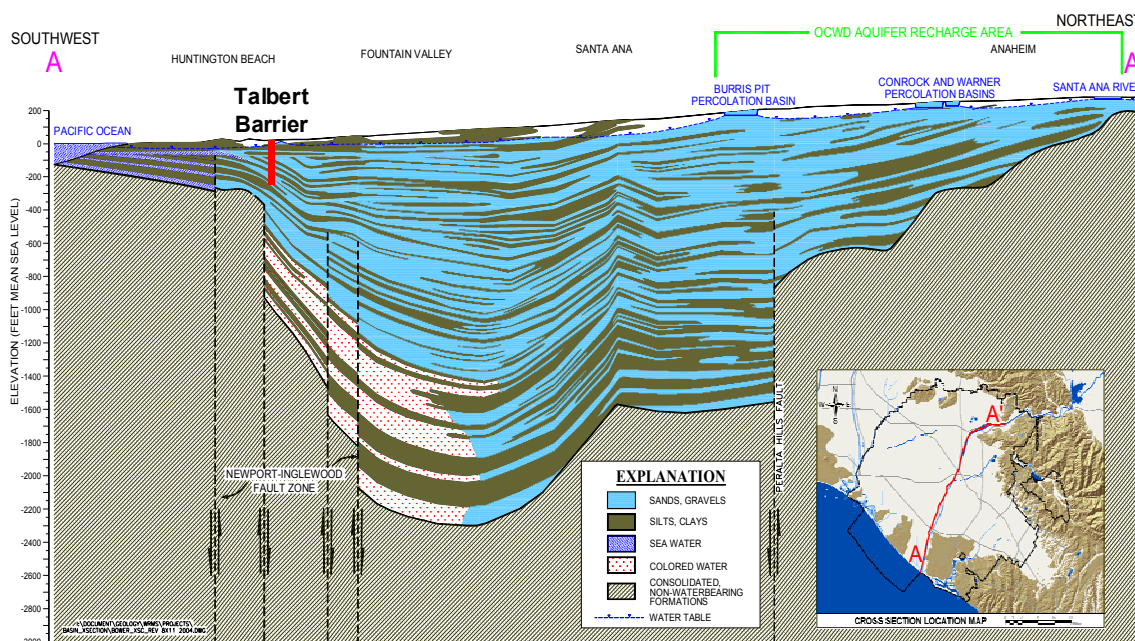 SOUTHWEST
A
HUNTINGTON BEACH
FOUNTAIN VALLEY
SANTA ANA
OCWD AQUIFER RECHARGE AREA
ANAHEIM
NORTHEAST
A
Talbert
Barrier
BURRIS PIT
PERCOLATION BASIN
CONROCK AND WARNER
PERCOLATION BASINS
SANTA ANA RIVE
PACIFIC OCEAN
ELEVATION (FEET MEAN SEA LEVEL)
200
0
-200
-400
-600
-800
-1000
-1200
-1400
-1600
-1800
-2000
-2200
-2400
-2600
-2800
NEWPORT-INGLEWOOD
FAULT ZONE
PERALTA HILLS FAULT
EXPLANATION
SANDS, GRAVELS
SILTS, CLAYS
SEA WATER
COLORED WATER
CONSOLIDATED,
NON-WATERBEARING
FORMATIONS
WATER TABLE
N
W
E
S
A'
A
CROSS SECTION LOCATION MAP